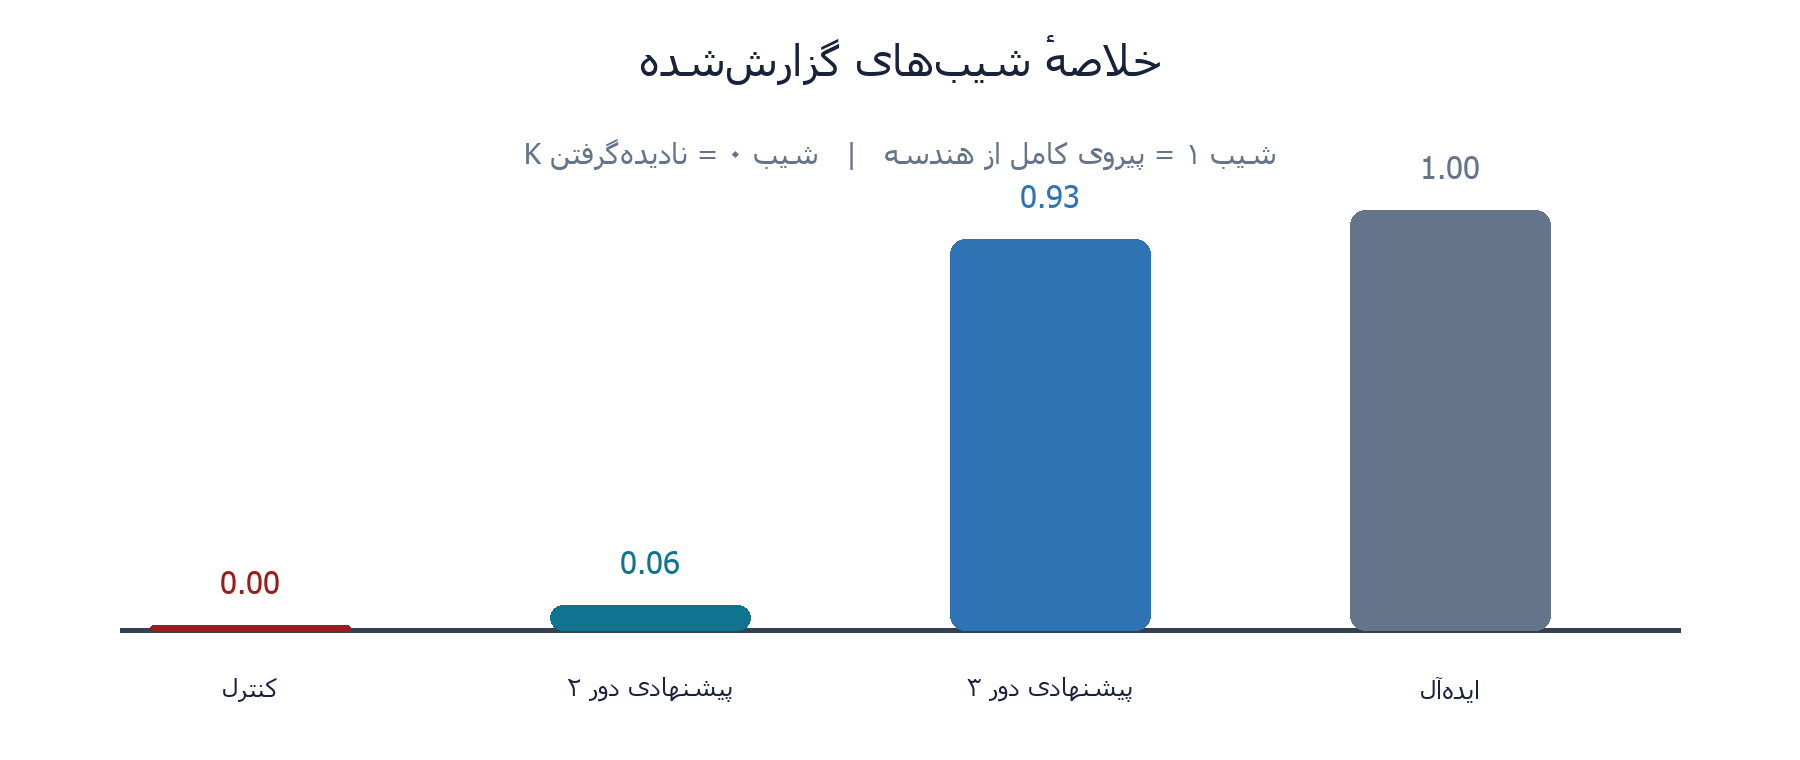 خلاصهٔ شیب‌های گزارش‌شده
شیب ۱ = پیروی کامل از هندسه | شیب ۰ = نادیده‌گرفتن K
1.00
0.93
0.06
0.00
کنترل
پیشنهادی دور ۲
پیشنهادی دور ۳
ایده‌آل